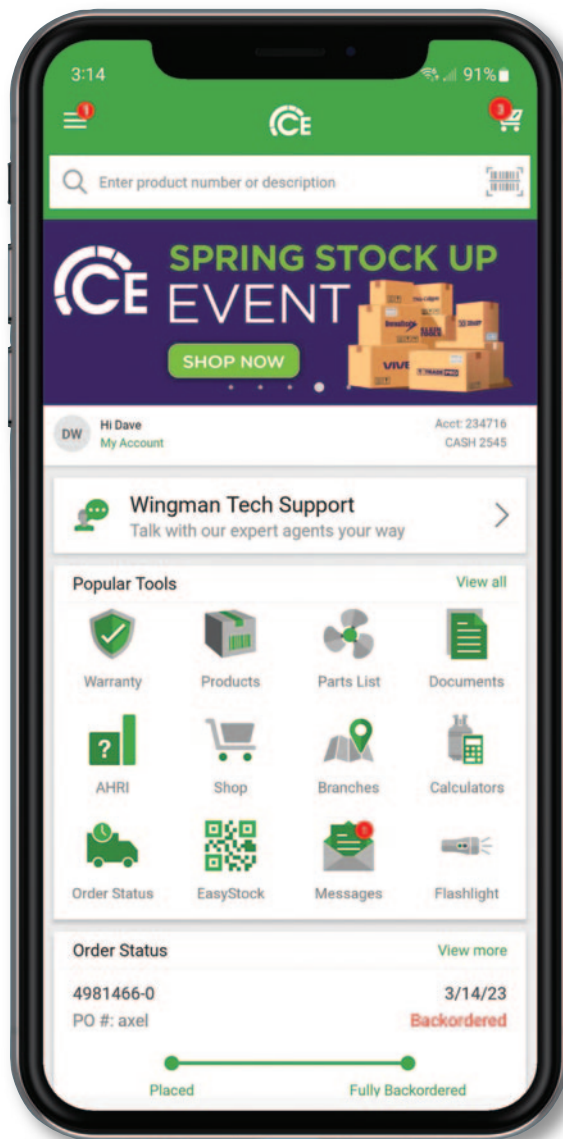 3:14
91%
1
CE
3
Enter product number or description
CE
SPRING STOCK UP
EVENT
SHOP NOW
VIVE
DW
Hi Dave
My Account
Acct: 234716
CASH 2545
Wingman Tech Support
Talk with our expert agents your way
Popular Tools
View all
Warranty
Products
Parts List
Documents
?
AHRI
Shop
Branches
Calculators
Order Status
EasyStock
Messages
Flashlight
Order Status
View more
4981466-0
3/14/23
PO #: axel
Backordered
Placed
Fully Backordered